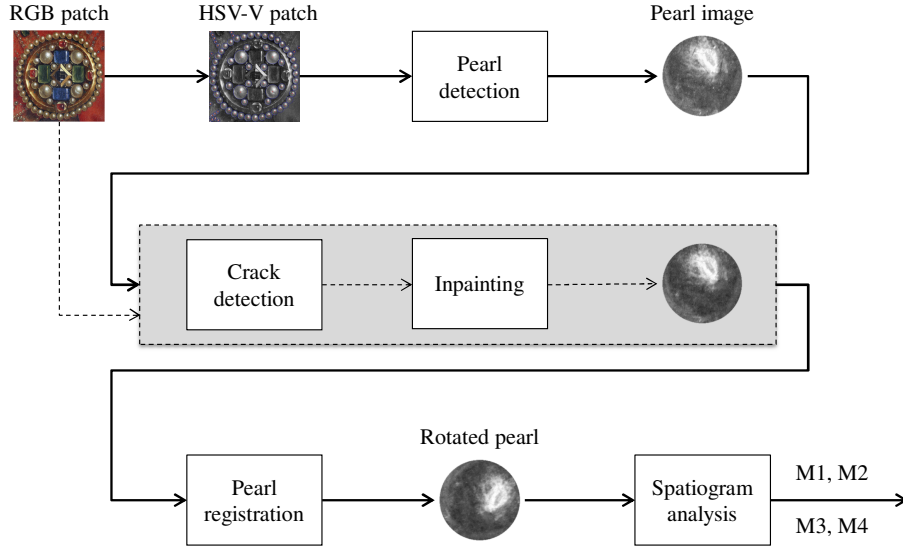 RGB patch
HSV-V patch
Pearl image
Pearl
detection
Crack
detection
Inpainting
Rotated pearl
Pearl
registration
Spatiogram
analysis
M1, M2
M3, M4